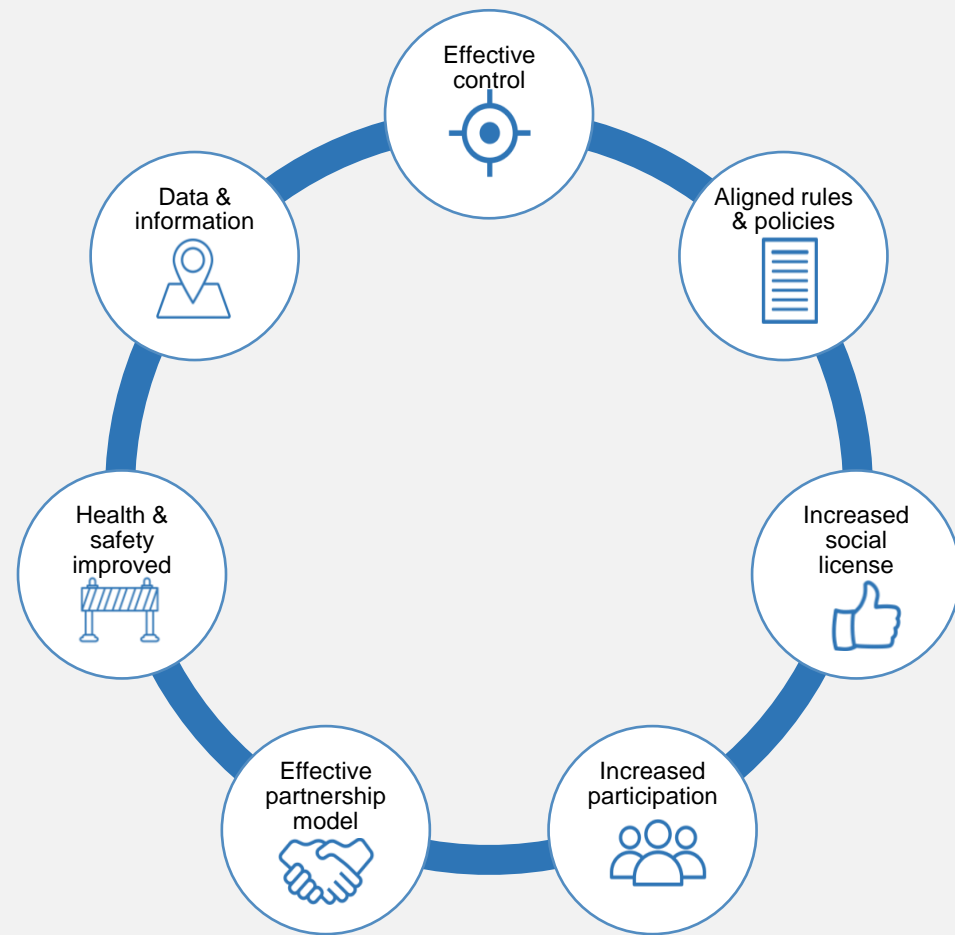 Effective
control
Aligned rules
& policies
Increased
social
license
Increased
participation
Effective
partnership
model
Health &
safety
improved
Data &
information